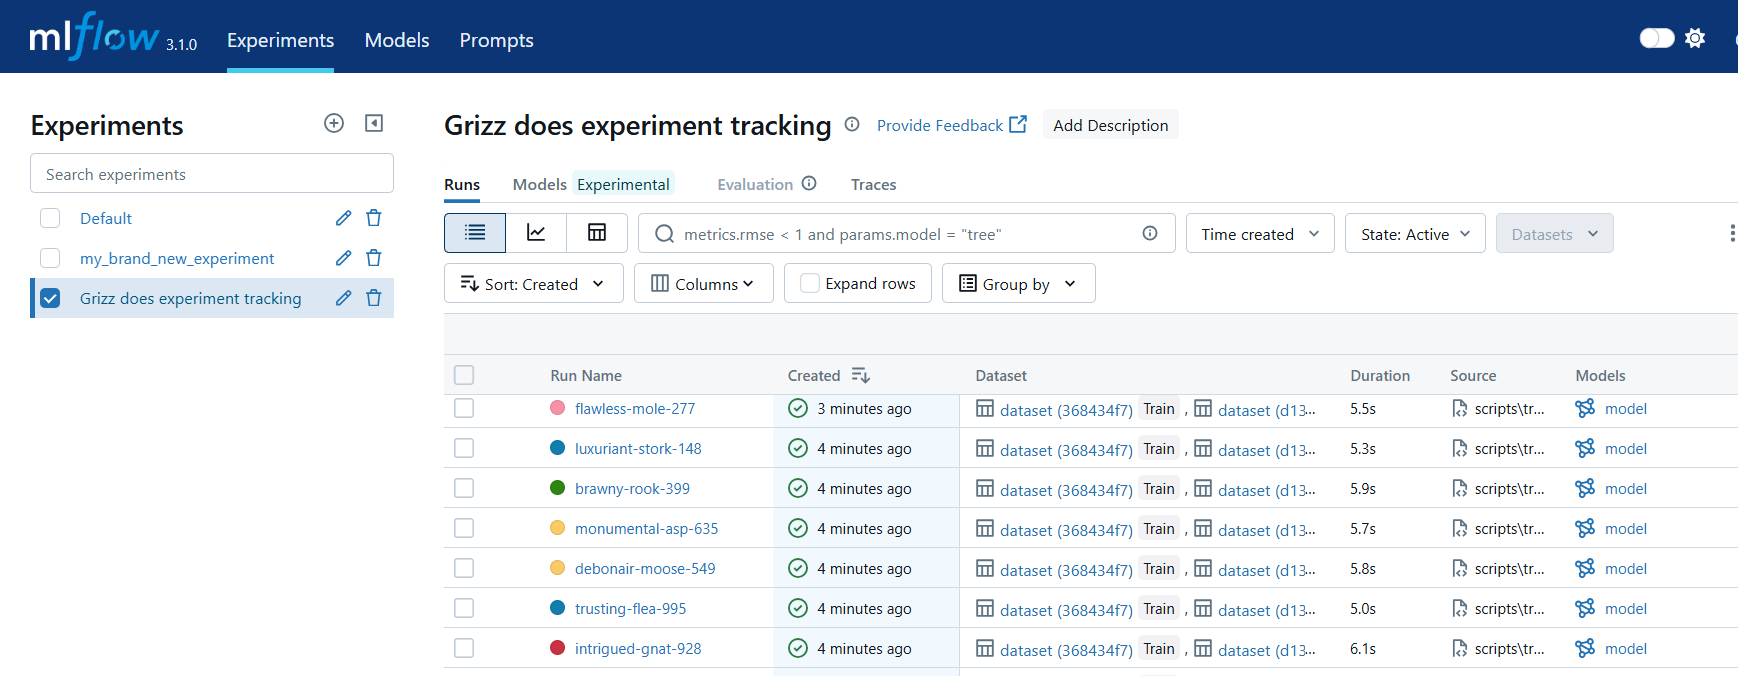 mlflow 3.1.0 Experiments Models Prompts
Experiments
Search experiments
Default
my_brand_new_experiment
Grizz does experiment tracking
Grizz does experiment tracking Provide Feedback Add Description
Runs Models Experimental Evaluation Traces
metrics.rmse < 1 and params.model = "tree" Time created State: Active Datasets
Sort: Created Columns Expand rows Group by
Run Name Created Dataset Duration Source Models
flawless-mole-277 3 minutes ago dataset (368434f7) Train , dataset (d13... 5.5s scripts\tr... model
luxuriant-stork-148 4 minutes ago dataset (368434f7) Train , dataset (d13... 5.3s scripts\tr... model
brawny-rook-399 4 minutes ago dataset (368434f7) Train , dataset (d13... 5.9s scripts\tr... model
monumental-asp-635 4 minutes ago dataset (368434f7) Train , dataset (d13... 5.7s scripts\tr... model
debonair-moose-549 4 minutes ago dataset (368434f7) Train , dataset (d13... 5.8s scripts\tr... model
trusting-flea-995 4 minutes ago dataset (368434f7) Train , dataset (d13... 5.0s scripts\tr... model
intrigued-gnat-928 4 minutes ago dataset (368434f7) Train , dataset (d13... 6.1s scripts\tr... model